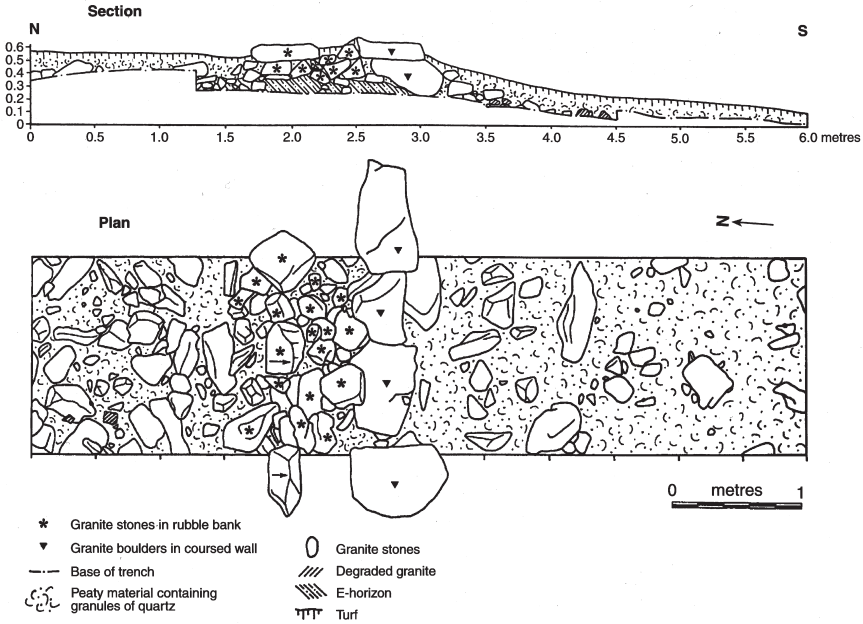 Section
N S
0.6
0.5
0.4
0.3
0.2
0.1
0
0 0.5 1.0 1.5 2.0 2.5 3.0 3.5 4.0 4.5 5.0 5.5 6.0 metres
Plan
N
0 metres 1
* Granite stones in rubble bank
Granite boulders in coursed wall
Base of trench
Peaty material containing
granules of quartz
Granite stones
Degraded granite
E-horizon
Turf